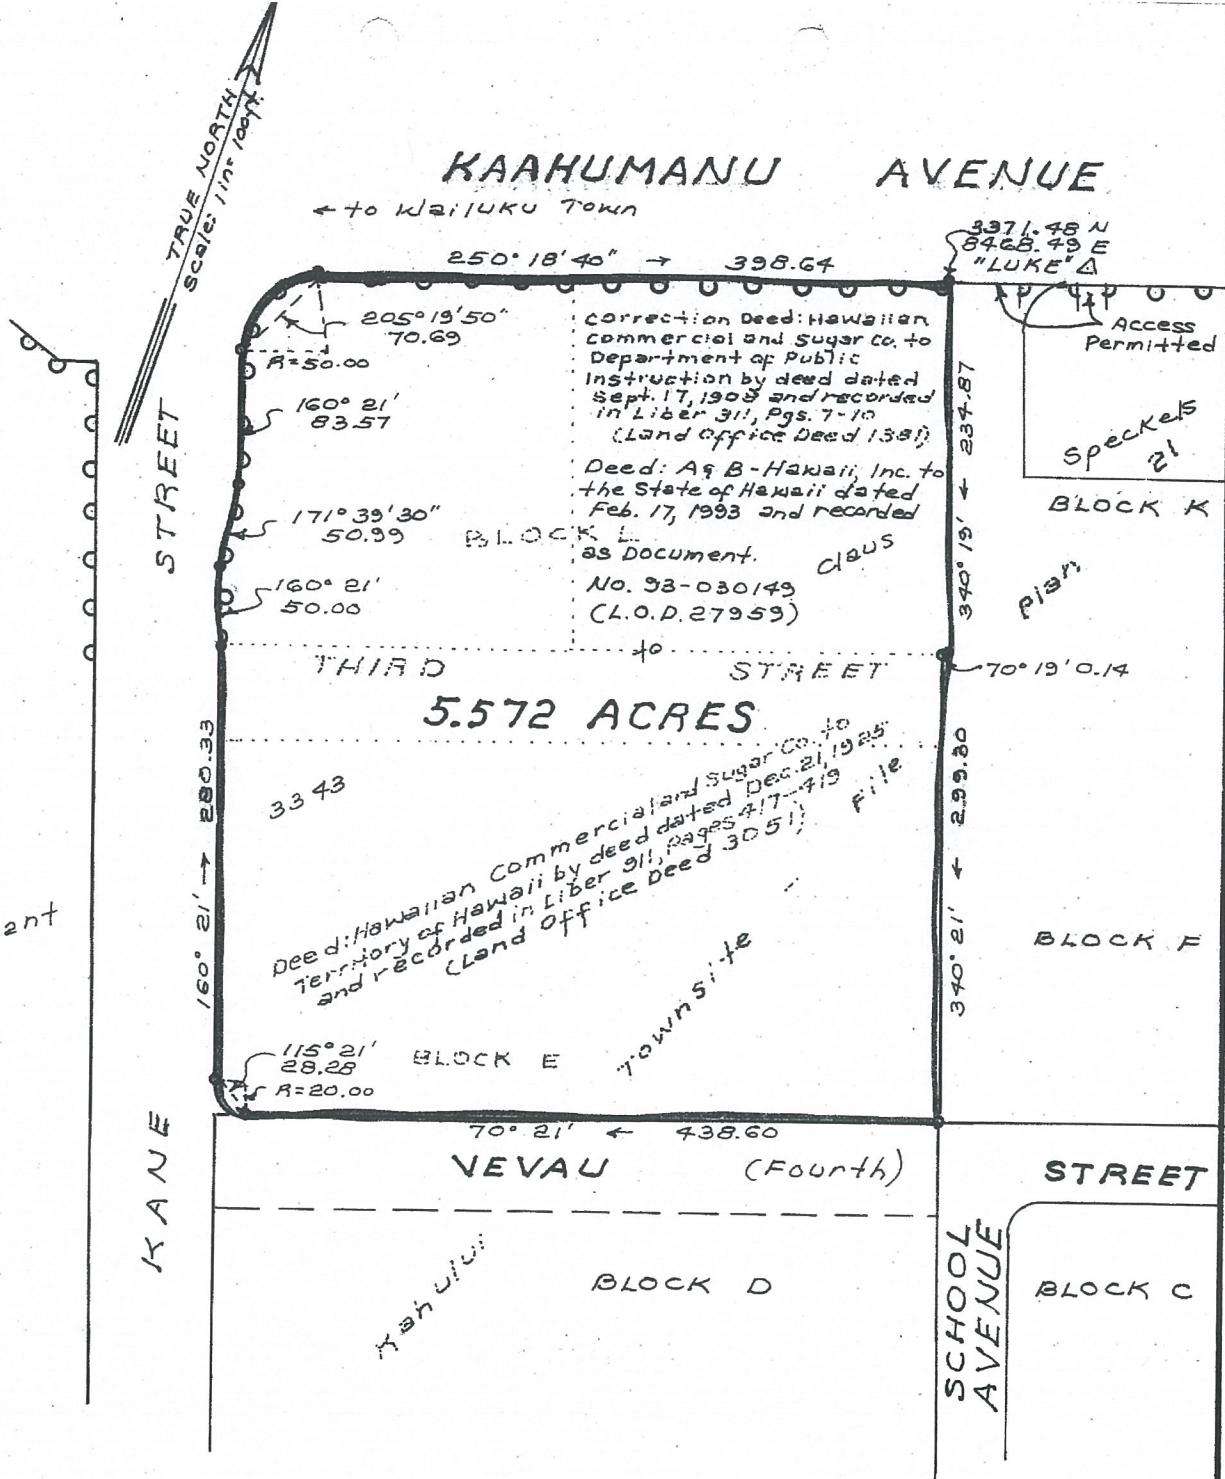 TRUE NORTH
Scale: 1 in = 100 ft.
KAAHUMANU AVENUE
← to Wailuku Town
3371.48 N
8468.49 E
"LUKE" Δ
250° 18' 40" → 398.64
Access
Permitted
205° 19' 50"
70.69
R=50.00
160° 21'
83.57
171° 39' 30"
50.99
160° 21'
50.00
Correction Deed: Hawaiian
Commercial and Sugar Co. to
Department of Public
Instruction by deed dated
Sept. 17, 1908 and recorded
in Liber 311, Pgs. 7-10
(Land Office Deed 1381)
Deed: A & B-Hawaii, Inc. to
the State of Hawaii dated
Feb. 17, 1993 and recorded
as Document.
No. 93-030149
(L.O.D. 27959)
BLOCK L
Claus
340° 19' ← 234.87
Speckels
21
BLOCK K
Plan
STREET
THIRD STREET
to
70° 19' 0.14
5.572 ACRES
160° 21' → 280.33
3343
Deed: Hawaiian Commercial and Sugar Co. to
Territory of Hawaii by deed dated Dec. 21, 1925
and recorded in Liber 911, Pages 417-419
(Land Office Deed 3051)
File
340° 21' ← 299.30
ant
BLOCK F
Townsite
115° 21'
28.28
R=20.00
BLOCK E
70° 21' ← 438.60
KANE
VEVAU (Fourth) STREET
Kahului
BLOCK D
SCHOOL
AVENUE
BLOCK C